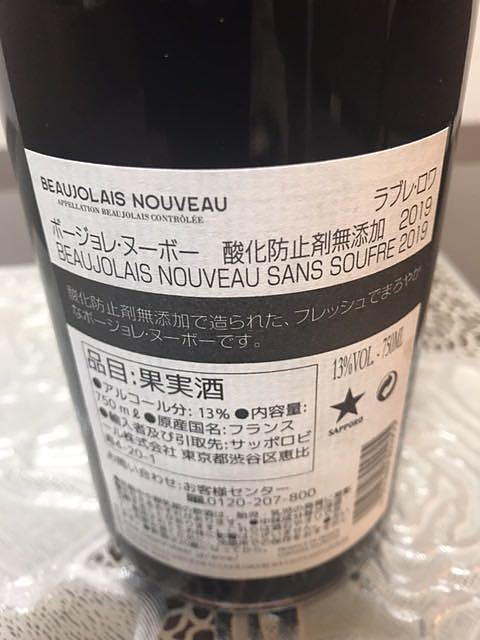 BEAUJOLAIS NOUVEAU
APPELLATION BEAUJOLAIS CONTRÔLÉE
ラブレ・ロワ
ボージョレ・ヌーボー 酸化防止剤無添加 2019
BEAUJOLAIS NOUVEAU SANS SOUFRE 2019
酸化防止剤無添加で造られた、フレッシュでまろやか
なボージョレ・ヌーボーです。
品目:果実酒
●アルコール分:13% ●内容量:
750mℓ ●原産国名:フランス
●輸入者及び引取先:サッポロビ
ール株式会社 東京都渋谷区恵比
寿4-20-1
お問い合わせ:お客様センター
0120-207-800
13%VOL - 750ML
SAPPORO